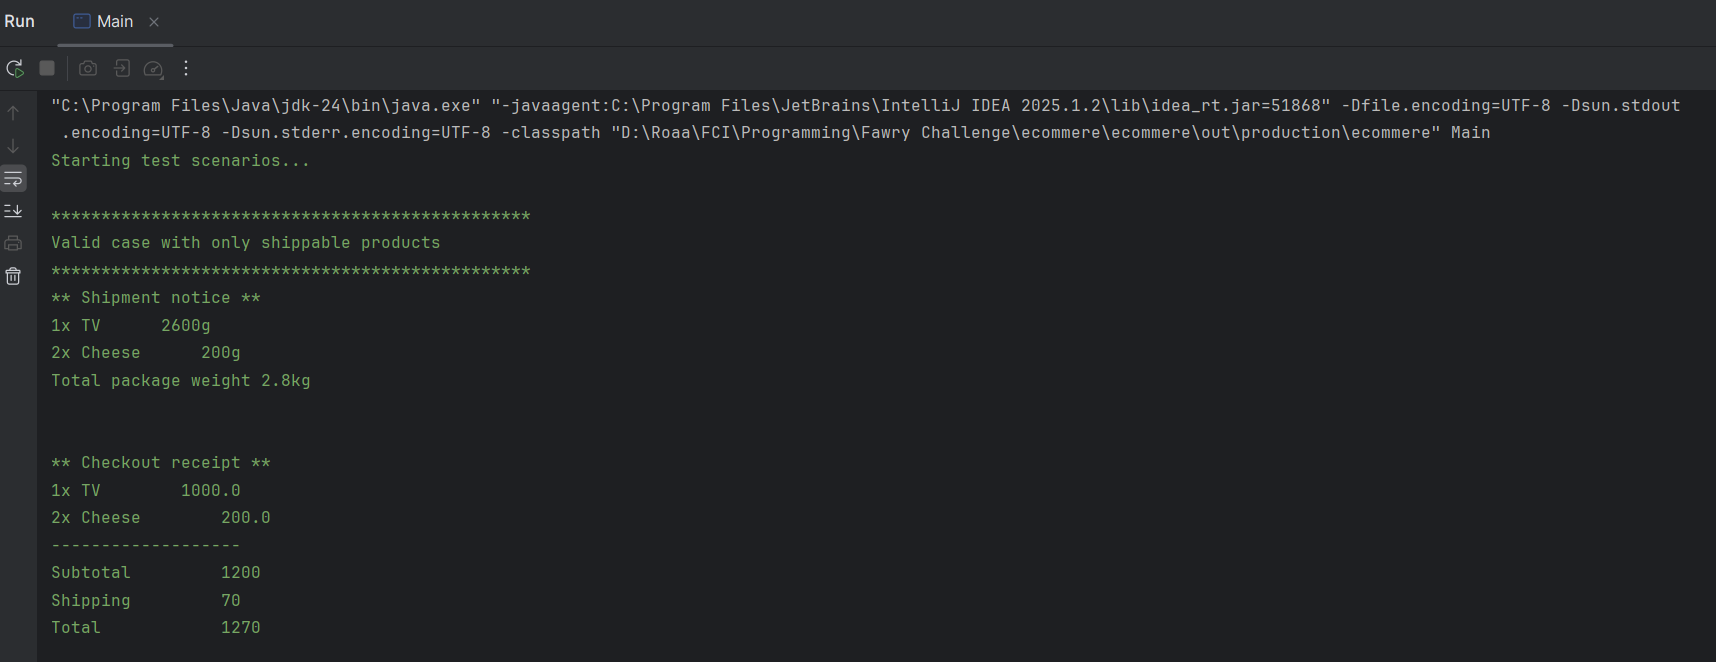 Run Main
"C:\Program Files\Java\jdk-24\bin\java.exe" "-javaagent:C:\Program Files\JetBrains\IntelliJ IDEA 2025.1.2\lib\idea_rt.jar=51868" -Dfile.encoding=UTF-8 -Dsun.stdout
.encoding=UTF-8 -Dsun.stderr.encoding=UTF-8 -classpath "D:\Roaa\FCI\Programming\Fawry Challenge\ecommere\ecommere\out\production\ecommere" Main
Starting test scenarios...
************************************************
Valid case with only shippable products
************************************************
** Shipment notice **
1x TV      2600g
2x Cheese      200g
Total package weight 2.8kg
** Checkout receipt **
1x TV        1000.0
2x Cheese        200.0
-------------------
Subtotal         1200
Shipping         70
Total            1270